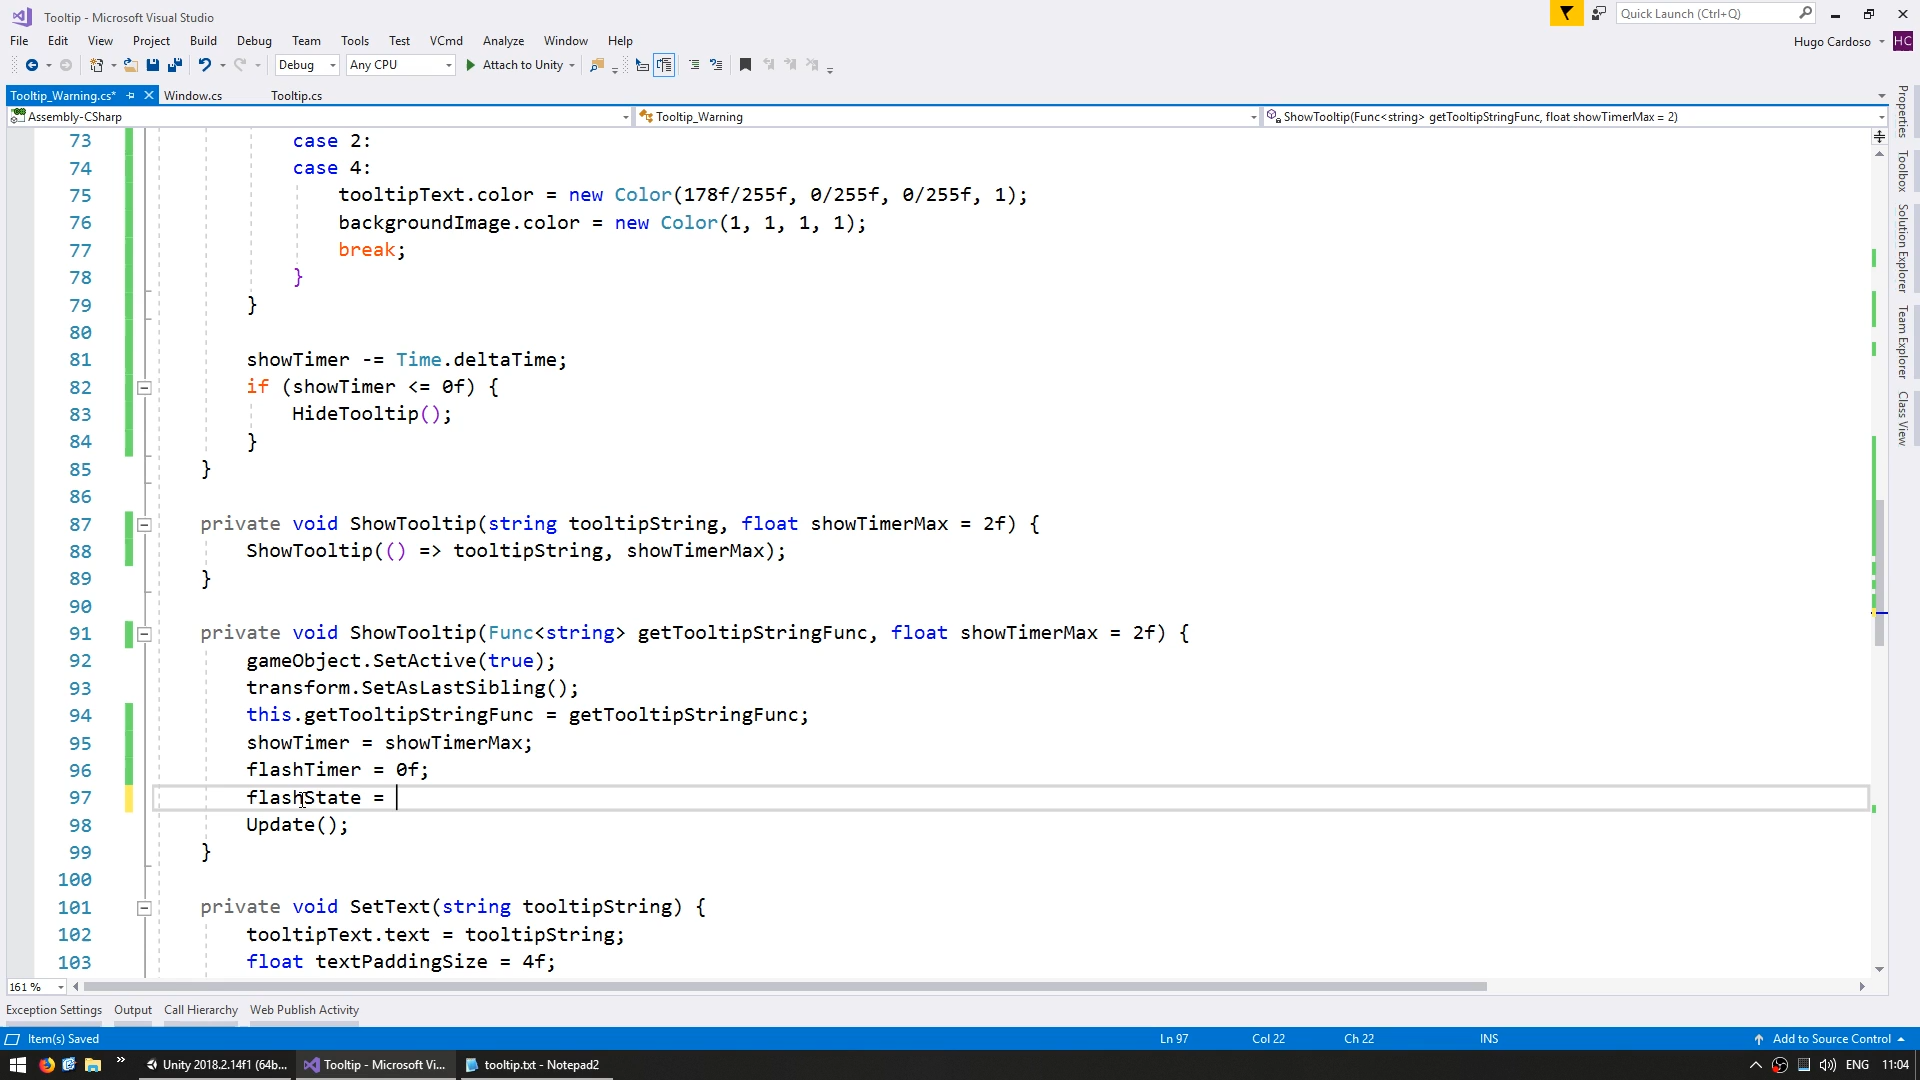 Tooltip - Microsoft Visual Studio
Quick Launch (Ctrl+Q)
File Edit View Project Build Debug Team Tools Test VCmd Analyze Window Help
Hugo Cardoso HC
Debug Any CPU Attach to Unity
Tooltip_Warning.cs* Window.cs Tooltip.cs
Assembly-CSharp Tooltip_Warning ShowTooltip(Func<string> getTooltipStringFunc, float showTimerMax = 2)
73 case 2:
74 case 4:
75 tooltipText.color = new Color(178f/255f, 0/255f, 0/255f, 1);
76 backgroundImage.color = new Color(1, 1, 1, 1);
77 break;
78 }
79 }
80
81 showTimer -= Time.deltaTime;
82 if (showTimer <= 0f) {
83 HideTooltip();
84 }
85 }
86
87 private void ShowTooltip(string tooltipString, float showTimerMax = 2f) {
88 ShowTooltip(() => tooltipString, showTimerMax);
89 }
90
91 private void ShowTooltip(Func<string> getTooltipStringFunc, float showTimerMax = 2f) {
92 gameObject.SetActive(true);
93 transform.SetAsLastSibling();
94 this.getTooltipStringFunc = getTooltipStringFunc;
95 showTimer = showTimerMax;
96 flashTimer = 0f;
97 flashState =
98 Update();
99 }
100
101 private void SetText(string tooltipString) {
102 tooltipText.text = tooltipString;
103 float textPaddingSize = 4f;
Properties
Toolbox
Solution Explorer
Team Explorer
Class View
161 %
Exception Settings Output Call Hierarchy Web Publish Activity
Item(s) Saved Ln 97 Col 22 Ch 22 INS Add to Source Control
Unity 2018.2.14f1 (64b... Tooltip - Microsoft Vi... tooltip.txt - Notepad2 ENG 11:04